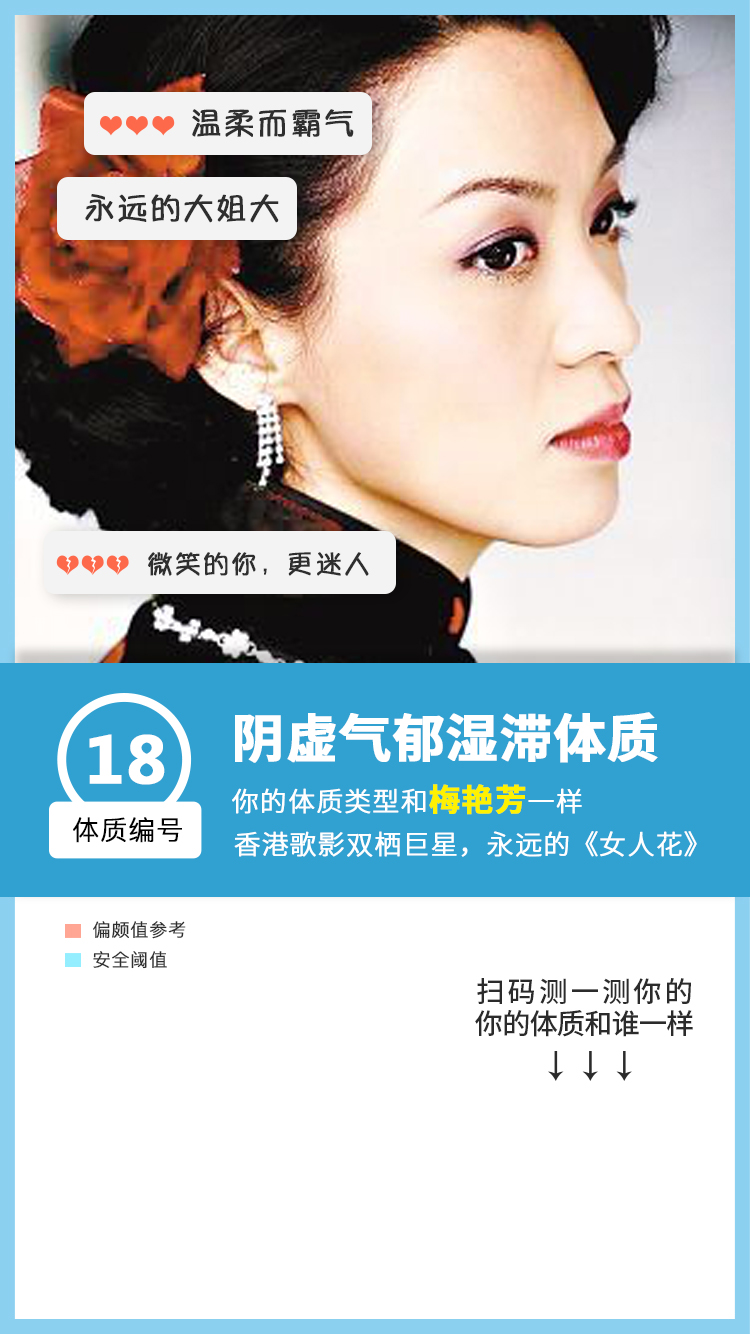 温柔而霸气
永远的大姐大
微笑的你，更迷人
18
体质编号
阴虚气郁湿滞体质
你的体质类型和梅艳芳一样
香港歌影双栖巨星，永远的《女人花》
偏颇值参考
安全阈值
扫码测一测你的
你的体质和谁一样
↓↓↓